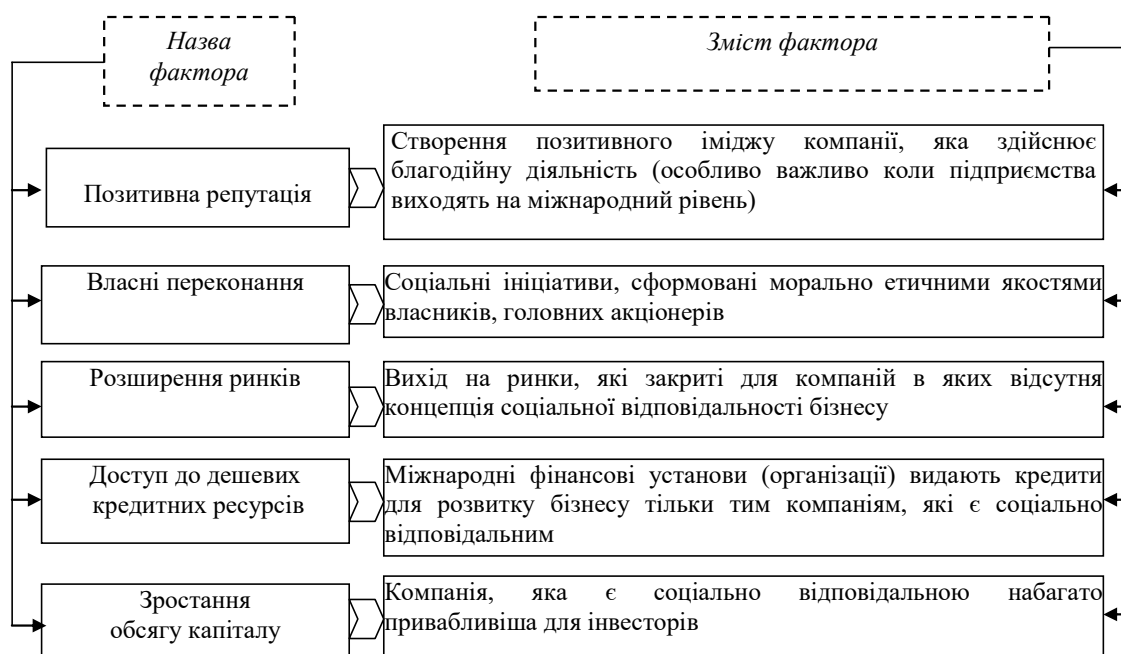 Назва
фактора
Зміст фактора
Позитивна репутація
Створення позитивного іміджу компанії, яка здійснює
благодійну діяльність (особливо важливо коли підприємства
виходять на міжнародний рівень)
Власні переконання
Соціальні ініціативи, сформовані морально етичними якостями
власників, головних акціонерів
Розширення ринків
Вихід на ринки, які закриті для компаній в яких відсутня
концепція соціальної відповідальності бізнесу
Доступ до дешевих
кредитних ресурсів
Міжнародні фінансові установи (організації) видають кредити
для розвитку бізнесу тільки тим компаніям, які є соціально
відповідальним
Зростання
обсягу капіталу
Компанія, яка є соціально відповідальною набагато
привабливіша для інвесторів